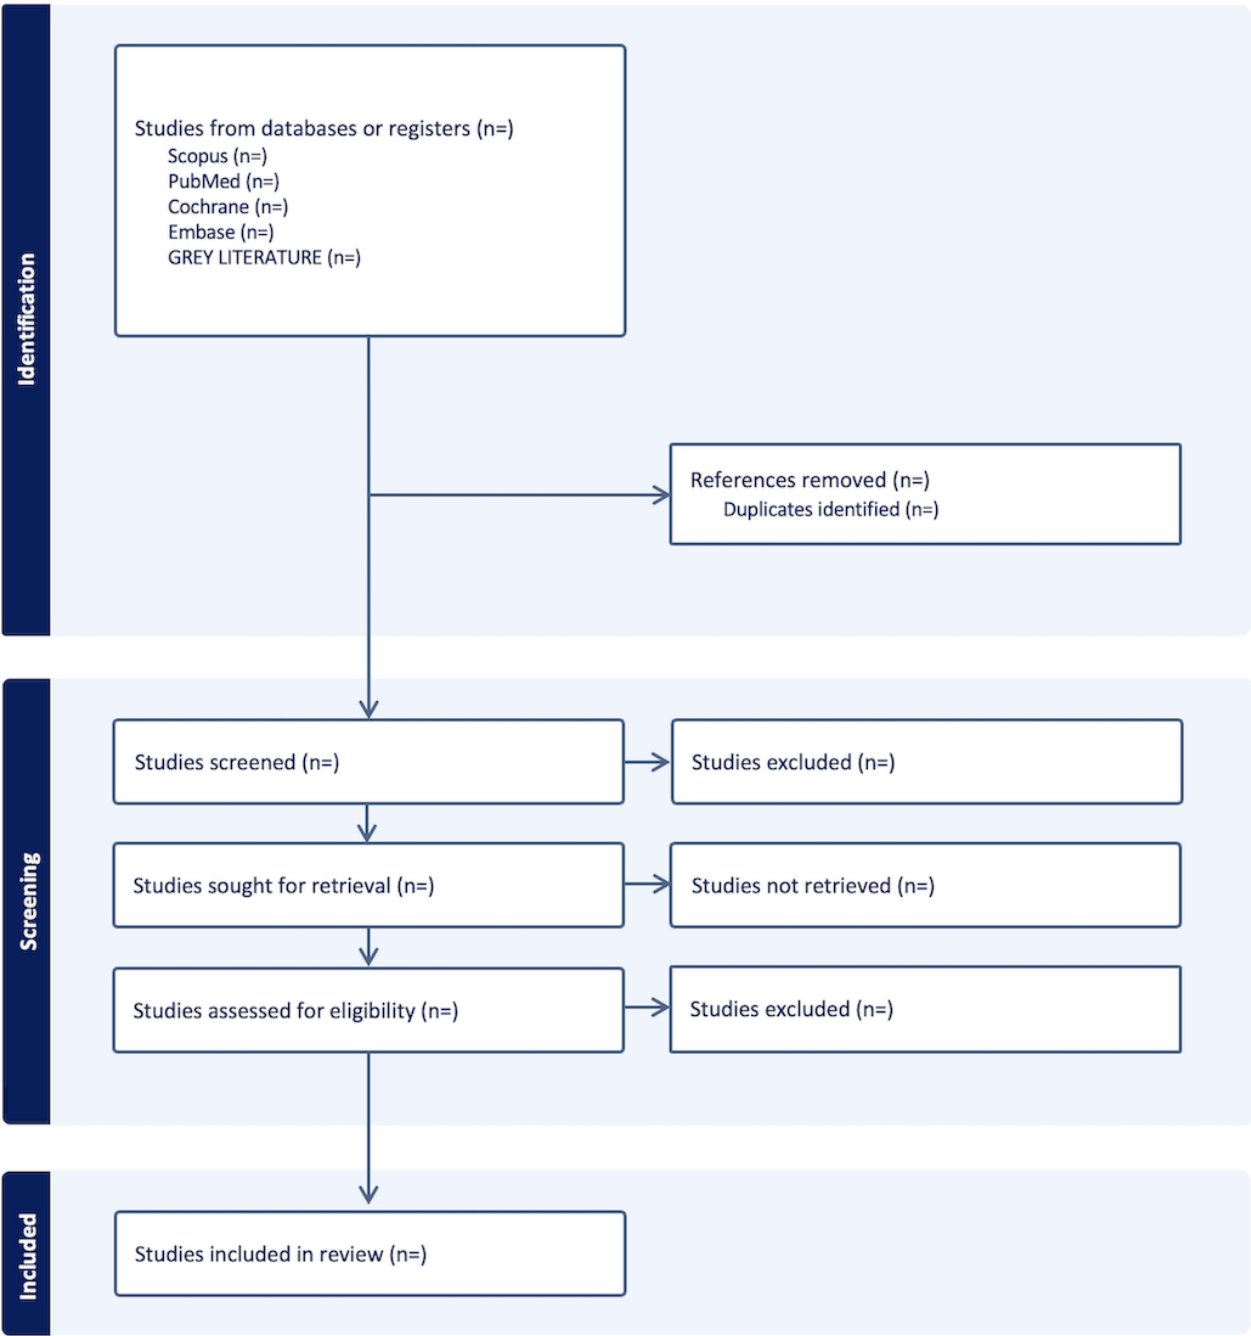 Identification
Studies from databases or registers (n=)
Scopus (n=)
PubMed (n=)
Cochrane (n=)
Embase (n=)
GREY LITERATURE (n=)
References removed (n=)
Duplicates identified (n=)
Screening
Studies screened (n=)
Studies excluded (n=)
Studies sought for retrieval (n=)
Studies not retrieved (n=)
Studies assessed for eligibility (n=)
Studies excluded (n=)
Included
Studies included in review (n=)